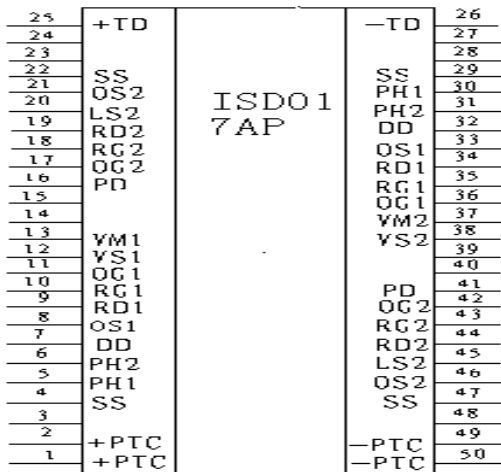 25 +TD
24
23
22 SS
21 OS2
20 LS2
19 RD2
18 RG2
17 OG2
16 PD
15
14
13 VM1
12 VS1
11 OG1
10 RG1
9 RD1
8 OS1
7 DD
6 PH2
5 PH1
4 SS
3
2 +PTC
1 +PTC
ISD01
7AP
-TD 26
27
28
SS 29
PH1 30
PH2 31
DD 32
OS1 33
RD1 34
RG1 35
OG1 36
VM2 37
VS2 38
39
40
PD 41
OG2 42
RG2 43
RD2 44
LS2 45
OS2 46
SS 47
48
-PTC 49
-PTC 50